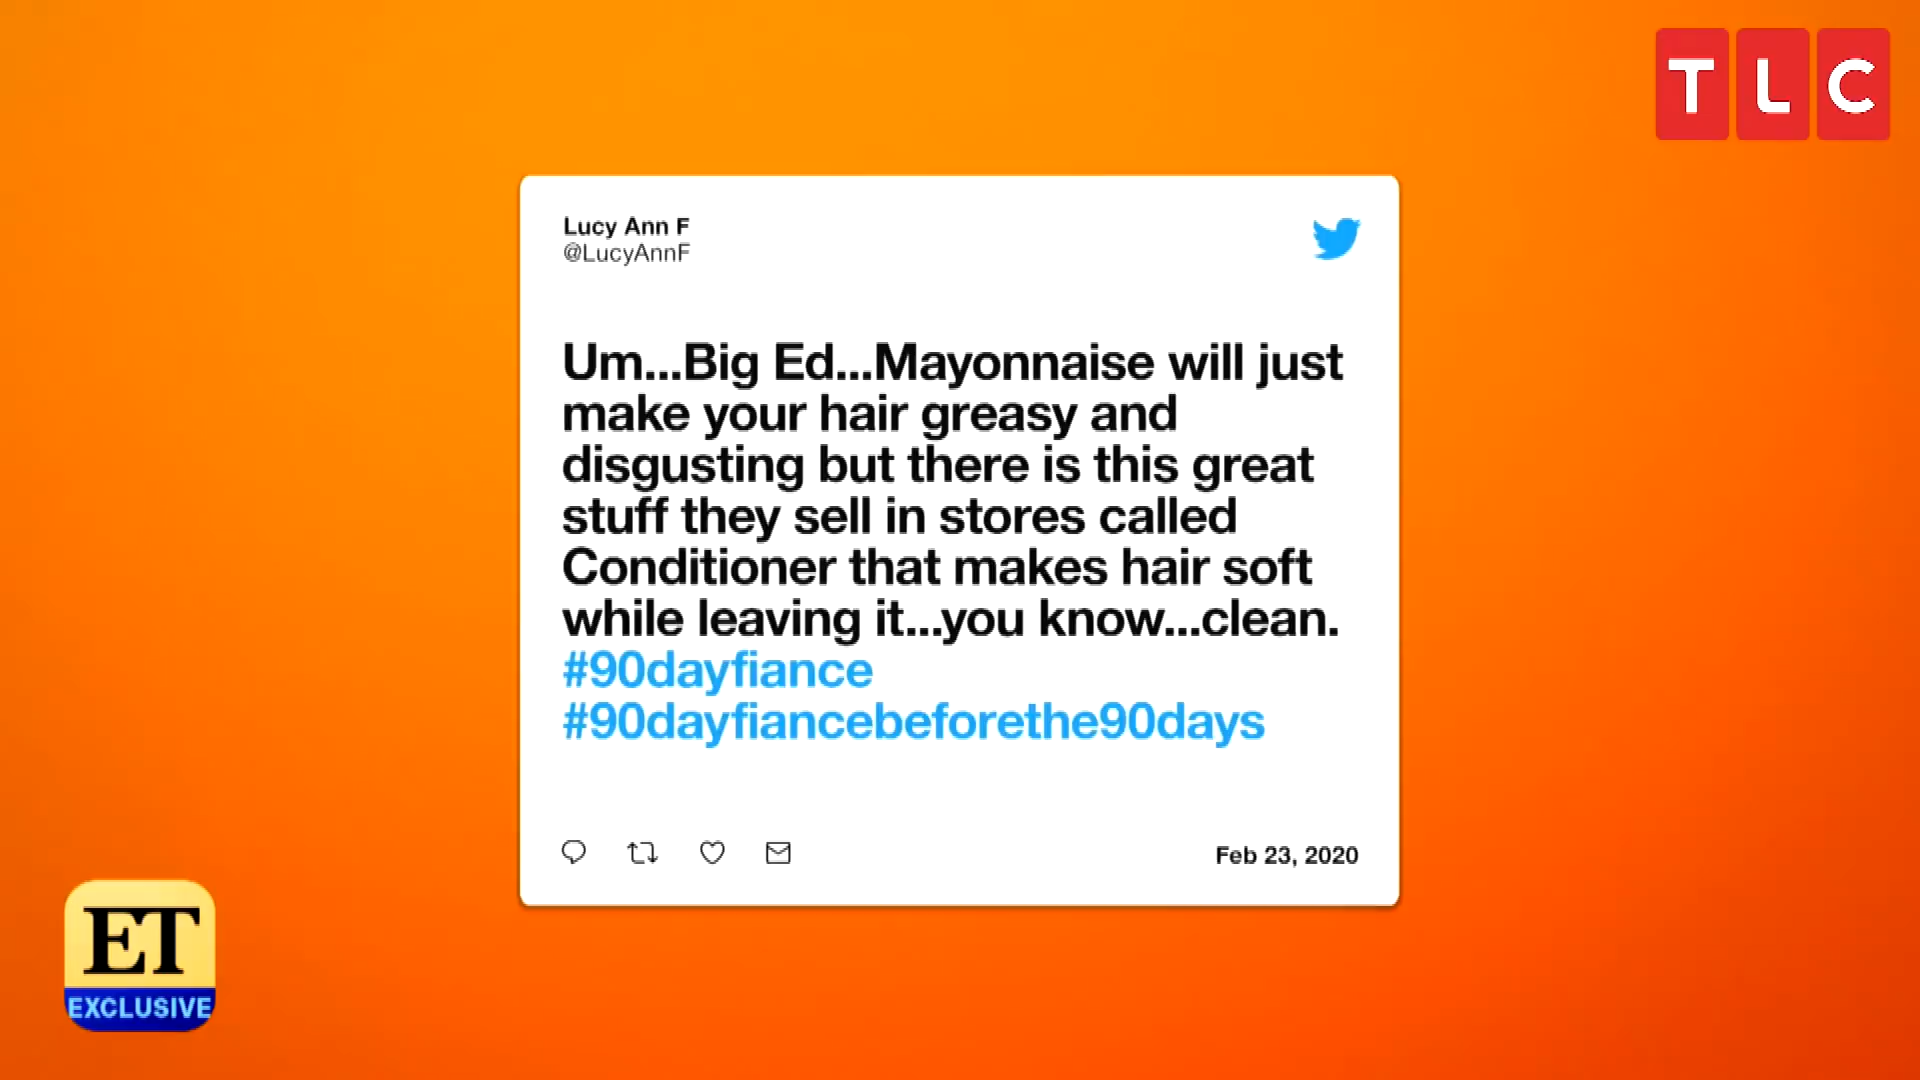 TLC
Lucy Ann F
@LucyAnnF
Um...Big Ed...Mayonnaise will just
make your hair greasy and
disgusting but there is this great
stuff they sell in stores called
Conditioner that makes hair soft
while leaving it...you know...clean.
#90dayfiance
#90dayfiancebeforethe90days
Feb 23, 2020
ET
EXCLUSIVE